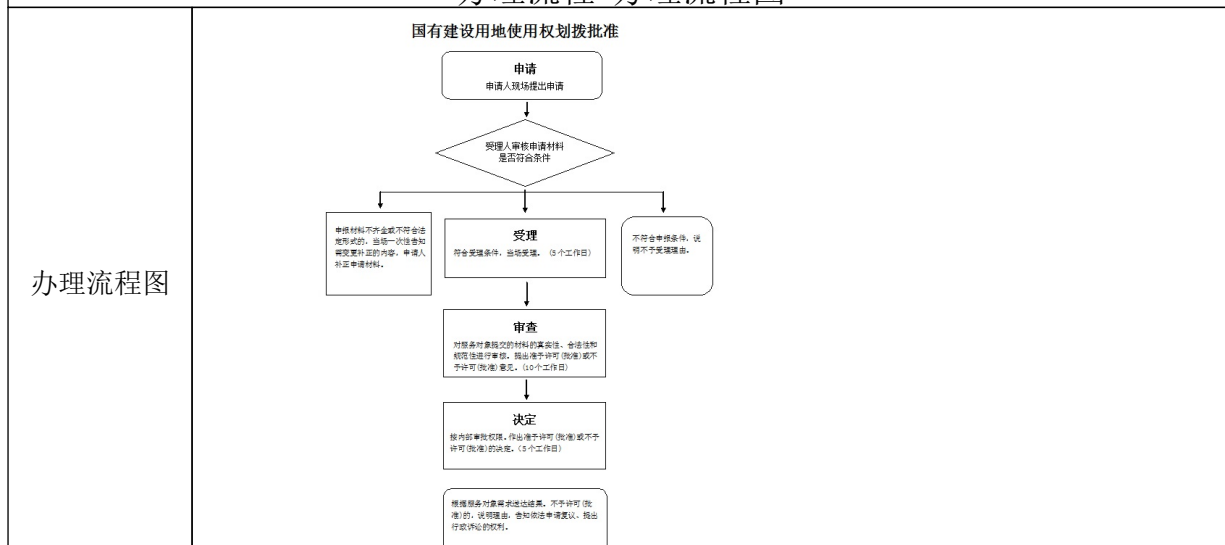 办理流程 办理流程图
国有建设用地使用权划拨批准
申请
申请人现场提出申请
受理人审核申请材料
是否符合条件
申报材料不齐全或不符合法
定形式的，当场一次性告知
需变更补正的内容，申请人
补正申请材料。
受理
符合受理条件，当场受理。（5个工作日）
不符合申报条件，说
明不予受理理由。
办理流程图
审查
对服务对象提交的材料的真实性、合法性和
规范性进行审核。提出准予许可(批准)或不
予许可(批准)意见。(10个工作日)
决定
按内部审批权限，作出准予许可(批准)或不予
许可(批准)的决定。(5个工作日)
根据服务对象需求送达结果。不予许可(批
准)的，说明理由，告知依法申请复议、提出
行政诉讼的权利。